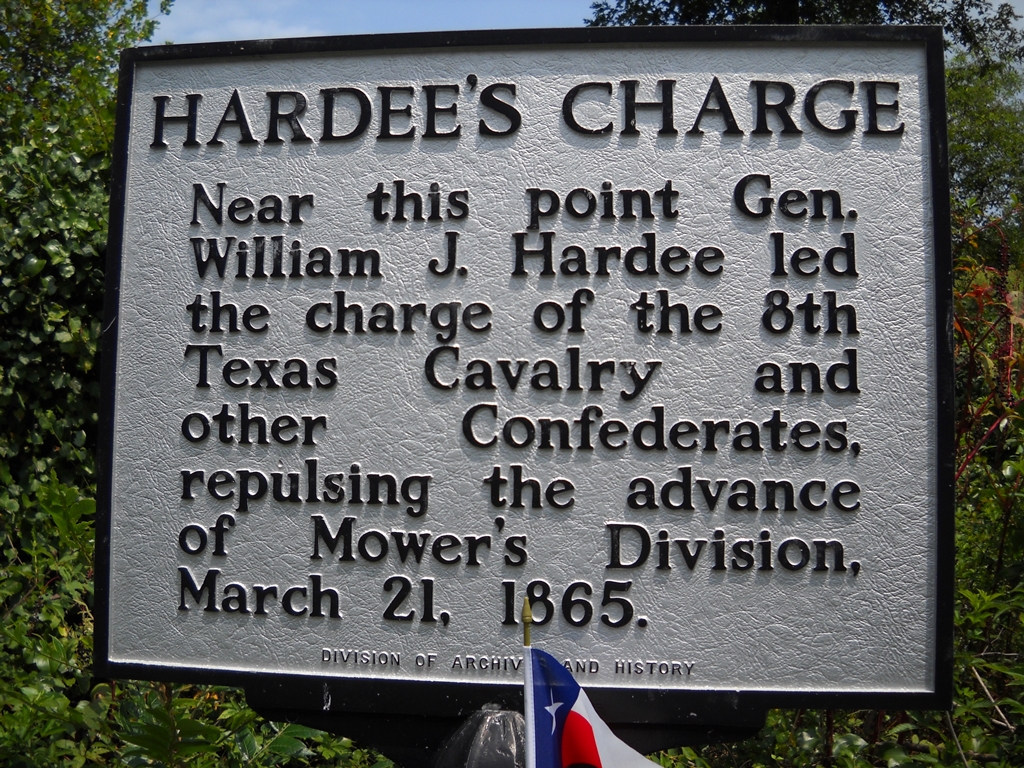 HARDEE'S CHARGE
Near this point Gen.
William J. Hardee led
the charge of the 8th
Texas Cavalry and
other Confederates,
repulsing the advance
of Mower's Division,
March 21, 1865.
DIVISION OF ARCHIVES AND HISTORY